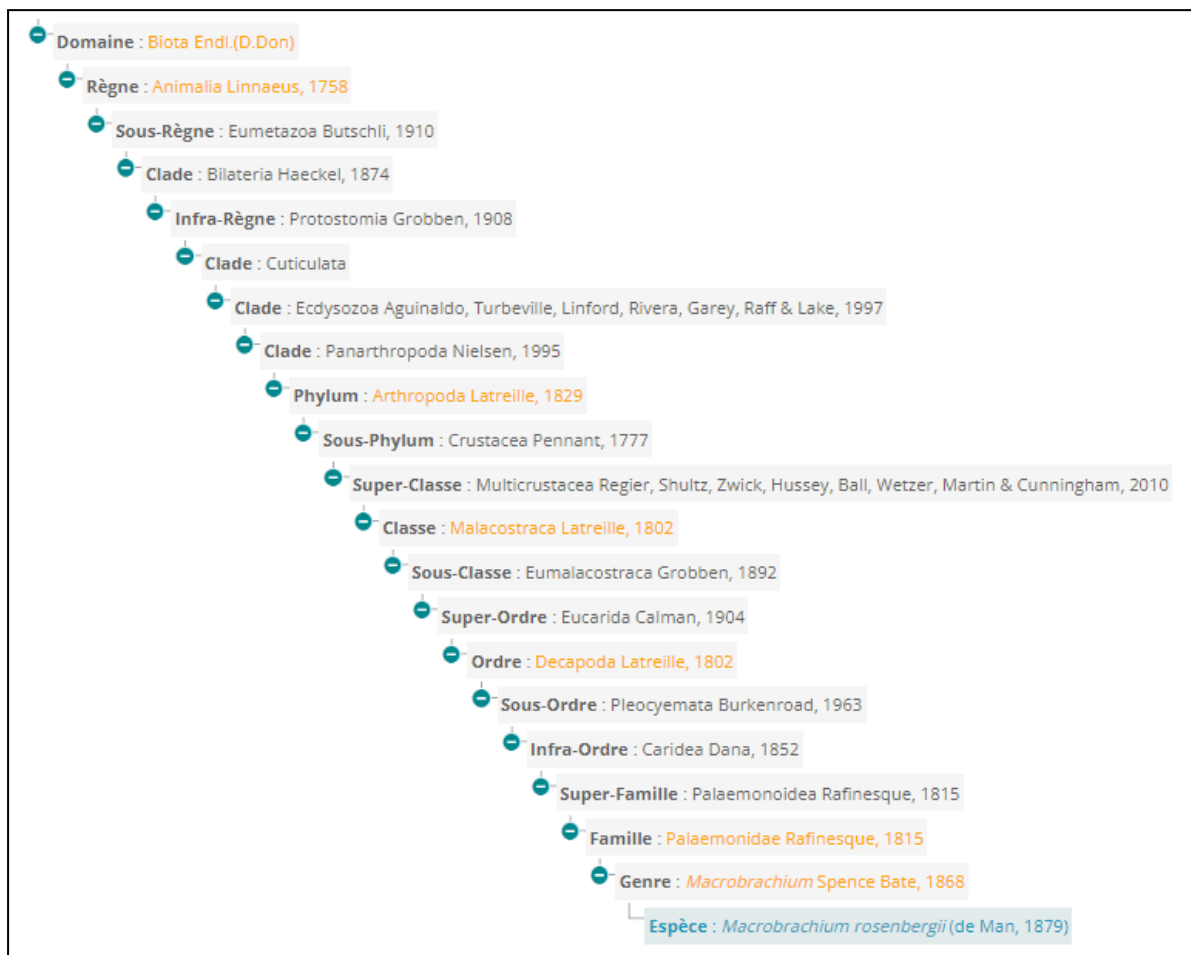 Domaine : Biota Endl.(D.Don)
Règne : Animalia Linnaeus, 1758
Sous-Règne : Eumetazoa Butschli, 1910
Clade : Bilateria Haeckel, 1874
Infra-Règne : Protostomia Grobben, 1908
Clade : Cuticulata
Clade : Ecdysozoa Aguinaldo, Turbeville, Linford, Rivera, Garey, Raff & Lake, 1997
Clade : Panarthropoda Nielsen, 1995
Phylum : Arthropoda Latreille, 1829
Sous-Phylum : Crustacea Pennant, 1777
Super-Classe : Multicrustacea Regier, Shultz, Zwick, Hussey, Ball, Wetzer, Martin & Cunningham, 2010
Classe : Malacostraca Latreille, 1802
Sous-Classe : Eumalacostraca Grobben, 1892
Super-Ordre : Eucarida Calman, 1904
Ordre : Decapoda Latreille, 1802
Sous-Ordre : Pleocyemata Burkenroad, 1963
Infra-Ordre : Caridea Dana, 1852
Super-Famille : Palaemonoidea Rafinesque, 1815
Famille : Palaemonidae Rafinesque, 1815
Genre : Macrobrachium Spence Bate, 1868
Espèce : Macrobrachium rosenbergii (de Man, 1879)